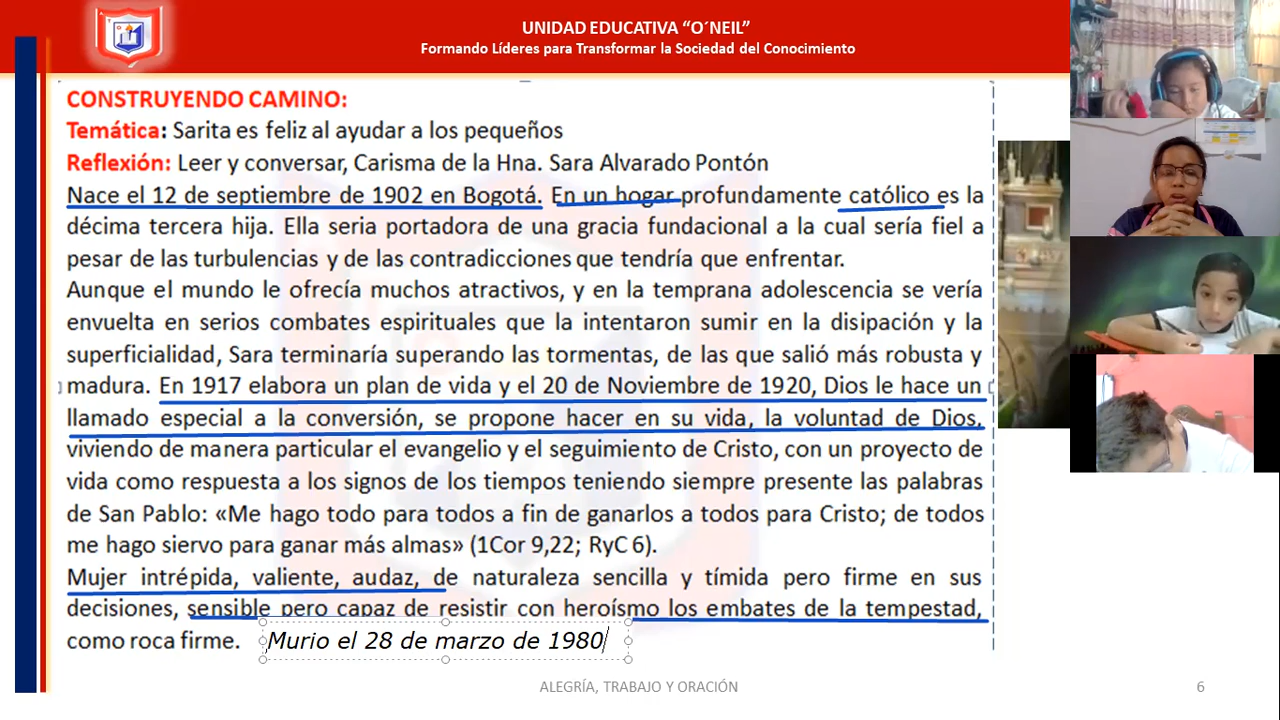 UNIDAD EDUCATIVA “O´NEIL”
Formando Líderes para Transformar la Sociedad del Conocimiento
CONSTRUYENDO CAMINO:
Temática: Sarita es feliz al ayudar a los pequeños
Reflexión: Leer y conversar, Carisma de la Hna. Sara Alvarado Pontón
Nace el 12 de septiembre de 1902 en Bogotá. En un hogar profundamente católico es la
décima tercera hija. Ella seria portadora de una gracia fundacional a la cual sería fiel a
pesar de las turbulencias y de las contradicciones que tendría que enfrentar.
Aunque el mundo le ofrecía muchos atractivos, y en la temprana adolescencia se vería
envuelta en serios combates espirituales que la intentaron sumir en la disipación y la
superficialidad, Sara terminaría superando las tormentas, de las que salió más robusta y
madura. En 1917 elabora un plan de vida y el 20 de Noviembre de 1920, Dios le hace un
llamado especial a la conversión, se propone hacer en su vida, la voluntad de Dios,
viviendo de manera particular el evangelio y el seguimiento de Cristo, con un proyecto de
vida como respuesta a los signos de los tiempos teniendo siempre presente las palabras
de San Pablo: «Me hago todo para todos a fin de ganarlos a todos para Cristo; de todos
me hago siervo para ganar más almas» (1Cor 9,22; RyC 6).
Mujer intrépida, valiente, audaz, de naturaleza sencilla y tímida pero firme en sus
decisiones, sensible pero capaz de resistir con heroísmo los embates de la tempestad,
como roca firme. Murio el 28 de marzo de 1980
ALEGRÍA, TRABAJO Y ORACIÓN 6